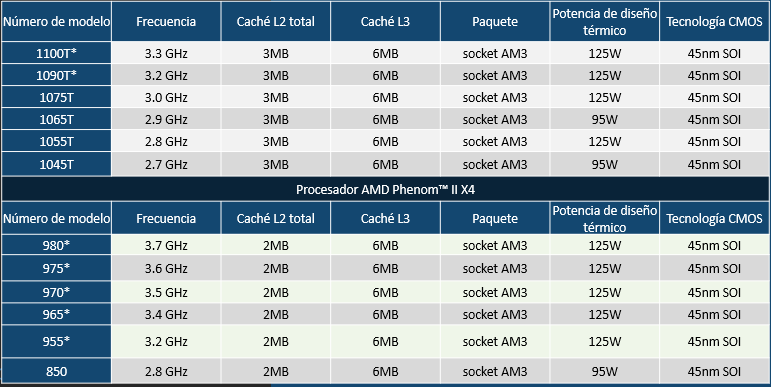 Número de modelo Frecuencia Caché L2 total Caché L3 Paquete Potencia de diseño térmico Tecnología CMOS
1100T* 3.3 GHz 3MB 6MB socket AM3 125W 45nm SOI
1090T* 3.2 GHz 3MB 6MB socket AM3 125W 45nm SOI
1075T 3.0 GHz 3MB 6MB socket AM3 125W 45nm SOI
1065T 2.9 GHz 3MB 6MB socket AM3 95W 45nm SOI
1055T 2.8 GHz 3MB 6MB socket AM3 125W 45nm SOI
1045T 2.7 GHz 3MB 6MB socket AM3 95W 45nm SOI
Procesador AMD Phenom™ II X4
Número de modelo Frecuencia Caché L2 total Caché L3 Paquete Potencia de diseño térmico Tecnología CMOS
980* 3.7 GHz 2MB 6MB socket AM3 125W 45nm SOI
975* 3.6 GHz 2MB 6MB socket AM3 125W 45nm SOI
970* 3.5 GHz 2MB 6MB socket AM3 125W 45nm SOI
965* 3.4 GHz 2MB 6MB socket AM3 125W 45nm SOI
955* 3.2 GHz 2MB 6MB socket AM3 125W 45nm SOI
850 2.8 GHz 2MB 6MB socket AM3 95W 45nm SOI